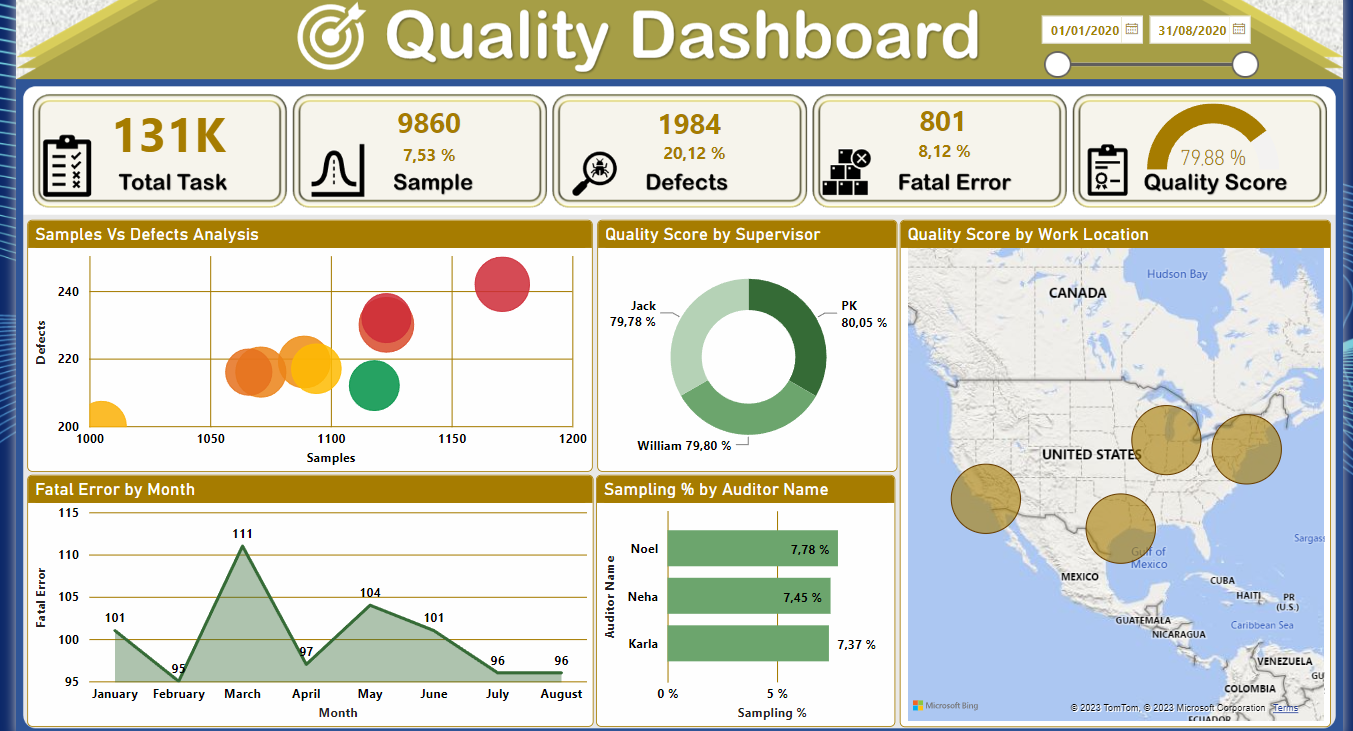 Quality Dashboard
01/01/2020
31/08/2020
131K
Total Task
9860
7,53 %
Sample
1984
20,12 %
Defects
801
8,12 %
Fatal Error
79.88 %
Quality Score
Samples Vs Defects Analysis
Defects
240
220
200
1000
1050
1100
1150
1200
Samples
Quality Score by Supervisor
Jack
79,78 %
PK
80,05 %
William 79,80 %
Quality Score by Work Location
Hudson Bay
CANADA
UNITED STATES
Gulf of
Mexico
MEXICO
Sargass
CUBA
HAITI
PR
(U.S.)
GUATEMALA
NICARAGUA
Caribbean Sea
VENEZUELA
GU
COLOMBIA
ECUADOR
Microsoft Bing
© 2023 TomTom, © 2023 Microsoft Corporation Terms
Fatal Error by Month
Fatal Error
115
110
105
100
95
101
95
111
97
104
101
96
96
January
February
March
April
May
June
July
August
Month
Sampling % by Auditor Name
Auditor Name
Noel
7,78 %
Neha
7,45 %
Karla
7,37 %
0 %
5 %
Sampling %